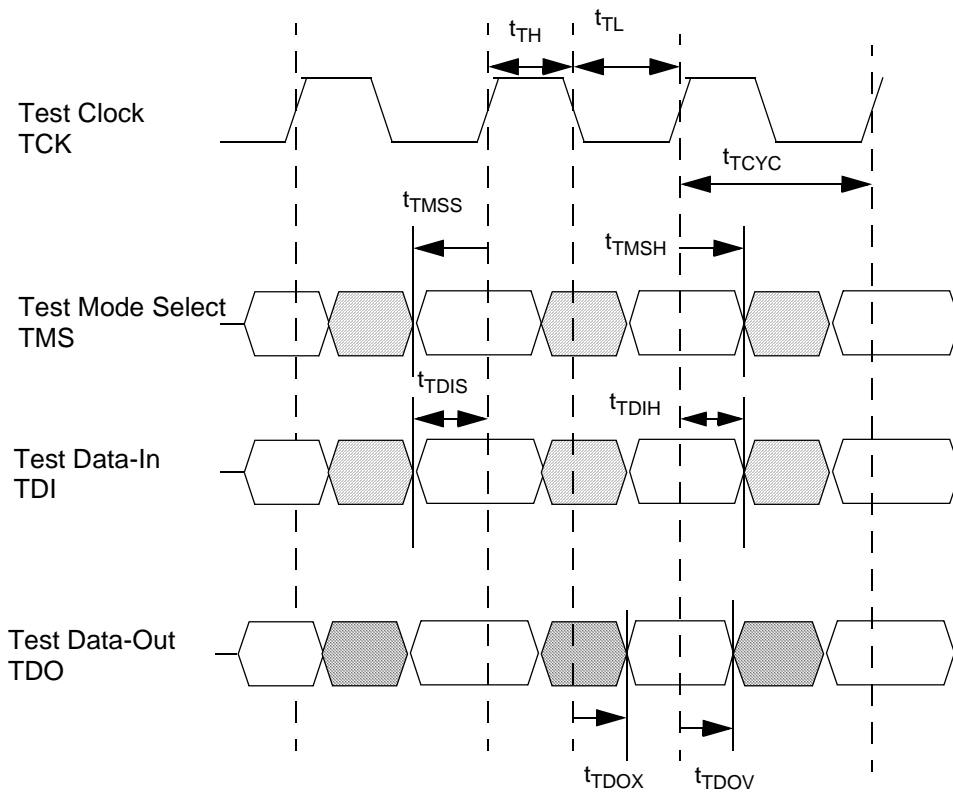 tTH
tTL
Test Clock
TCK
tTCYC
tTMSS
tTMSH
Test Mode Select
TMS
tTDIS
tTDIH
Test Data-In
TDI
Test Data-Out
TDO
tTDOX
tTDOV